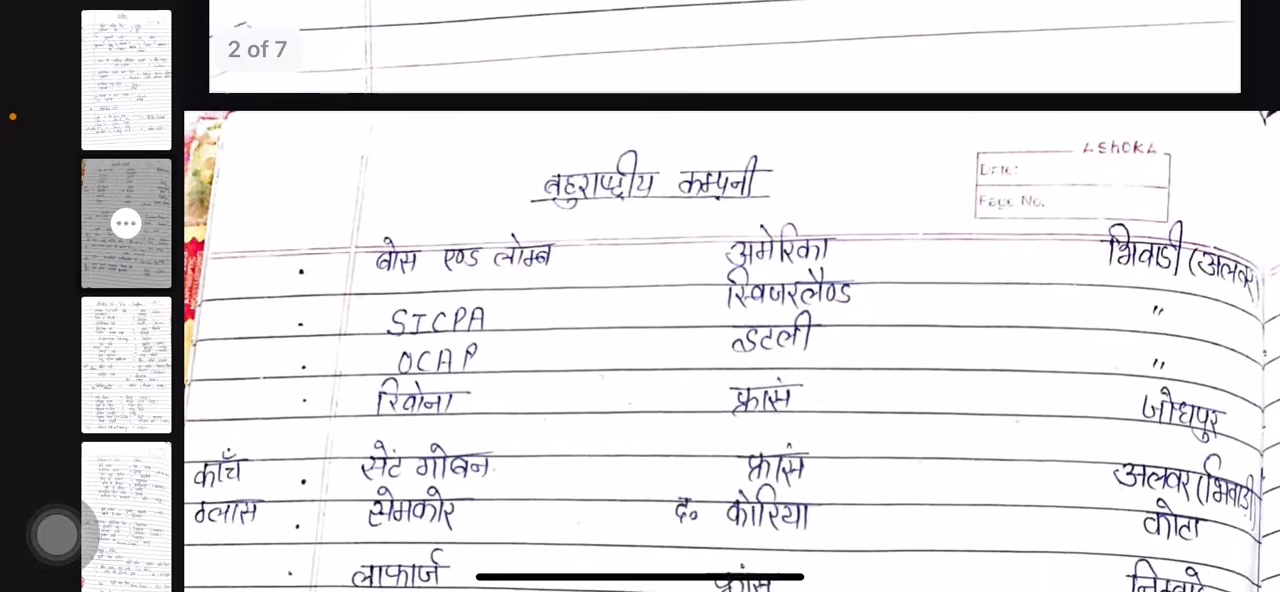 2 of 7
ASHOKA
Date:
Page No.
बहुराष्ट्रीय कम्पनी
बोस एण्ड लोम्ब अमेरिका भिवाडी (अलवर)
SICPA स्विजरलैण्ड "
OCAP इटली "
रिवोना फ्रांस जोधपुर
काँच सेंट गोबन फ्रांस अलवर (भिवाडी)
ग्लास सेमकोर द० कोरिया कोटा
लाफार्ज फ्रांस